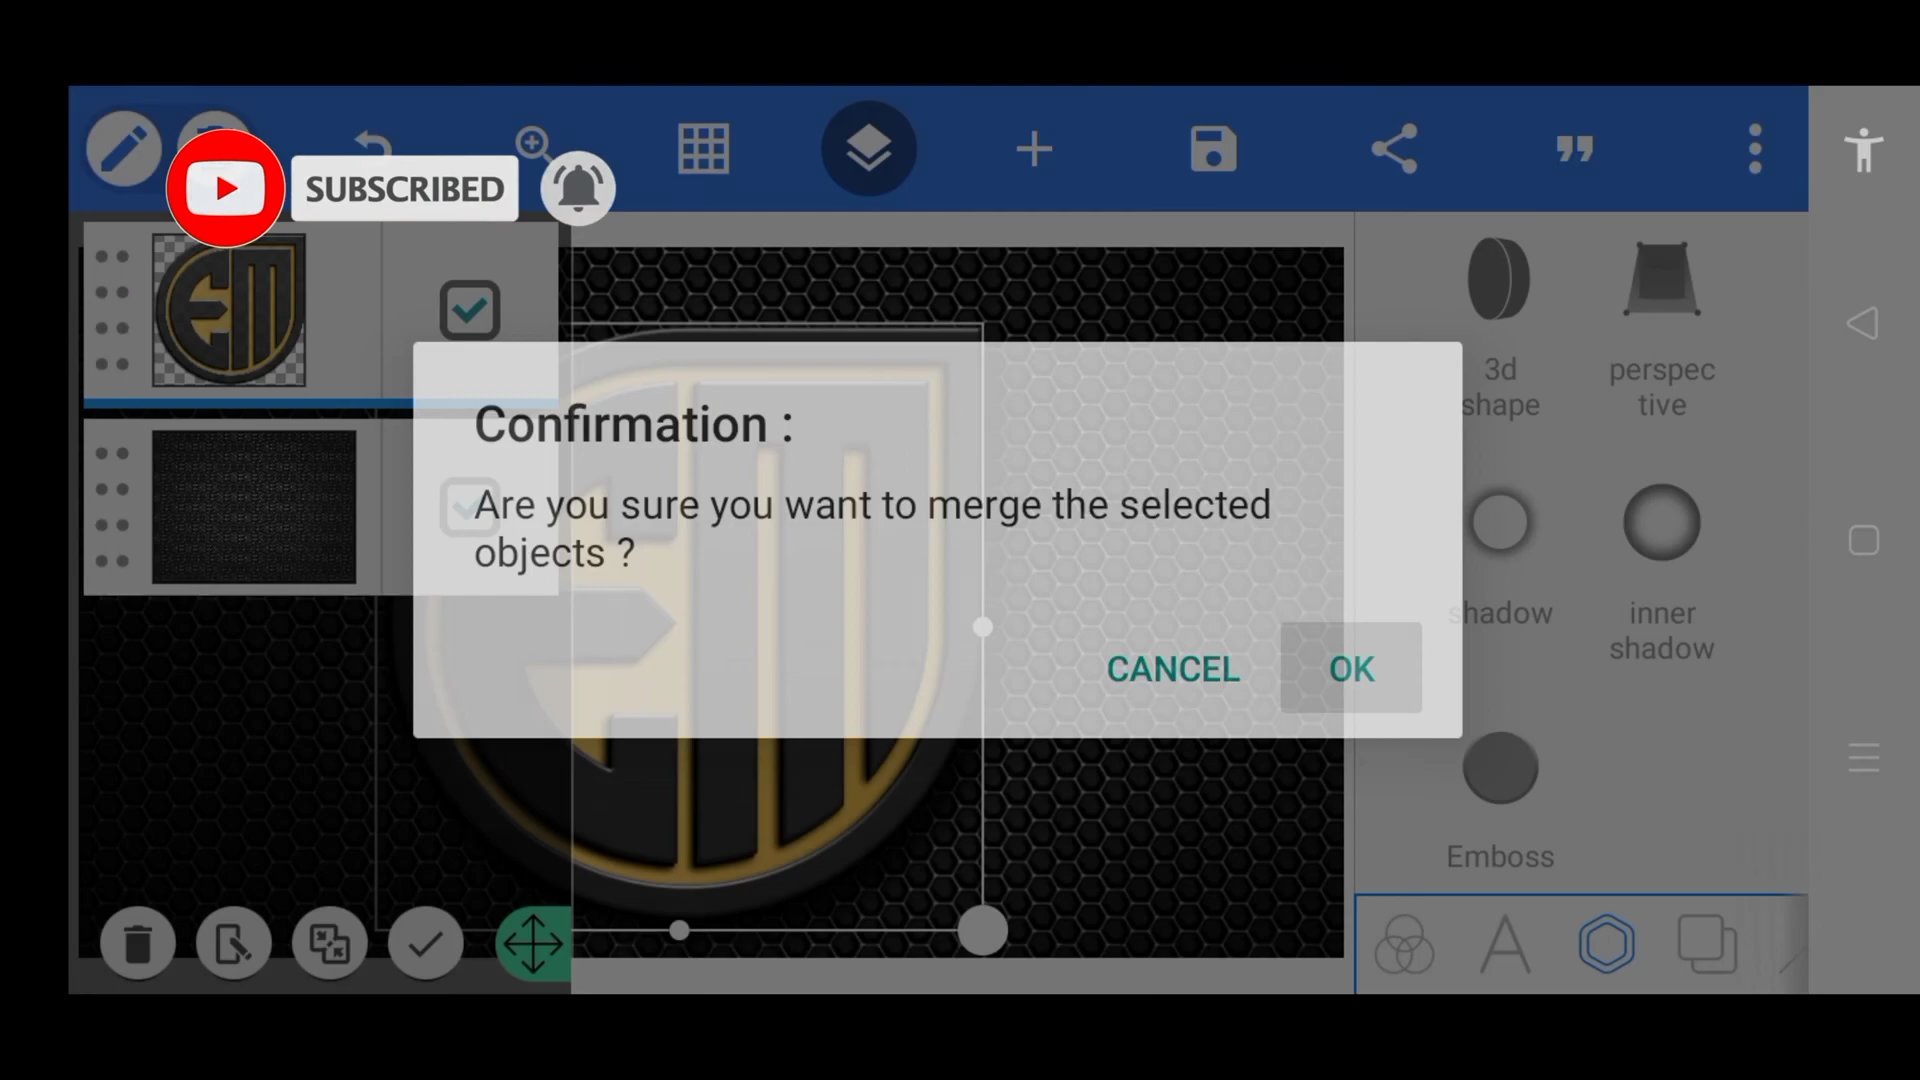 SUBSCRIBED
Confirmation :
Are you sure you want to merge the selected
objects ?
CANCEL OK
3d
shape
perspec
tive
shadow
inner
shadow
Emboss